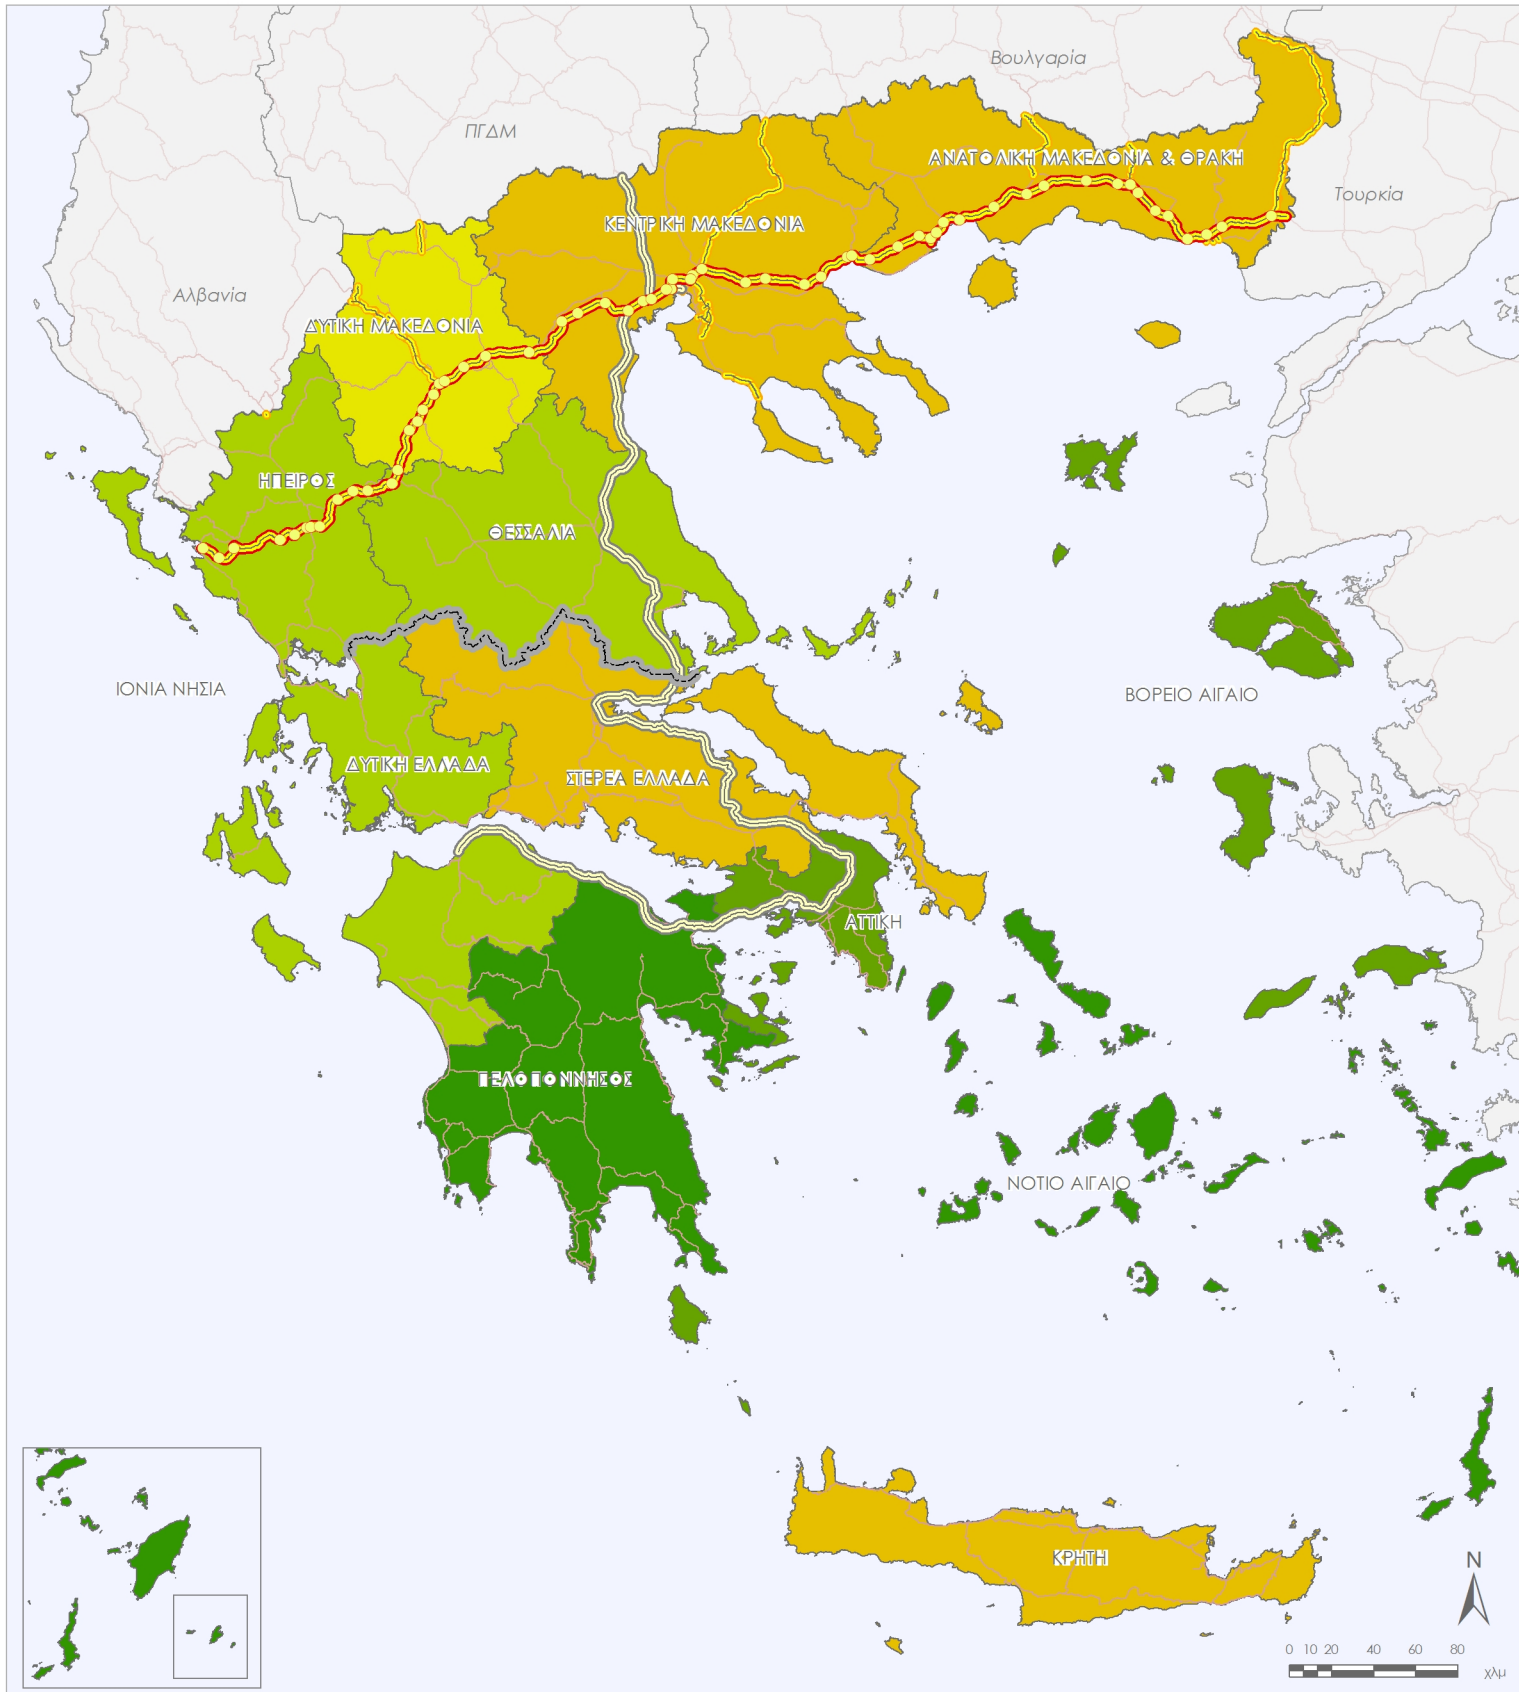 Βουλγαρία
ΠΓΔΜ
ΑΝΑΤΟΛΙΚΗ ΜΑΚΕΔΟΝΙΑ & ΘΡΑΚΗ
Τουρκία
ΚΕΝΤΡΙΚΗ ΜΑΚΕΔΟΝΙΑ
Αλβανία
ΔΥΤΙΚΗ ΜΑΚΕΔΟΝΙΑ
ΗΠΕΙΡΟΣ
ΘΕΣΣΑΛΙΑ
ΙΟΝΙΑ ΝΗΣΙΑ
ΒΟΡΕΙΟ ΑΙΓΑΙΟ
ΔΥΤΙΚΗ ΕΛΛΑΔΑ
ΣΤΕΡΕΑ ΕΛΛΑΔΑ
ΑΤΤΙΚΗ
ΠΕΛΟΠΟΝΝΗΣΟΣ
ΝΟΤΙΟ ΑΙΓΑΙΟ
ΚΡΗΤΗ
N
0 10 20 40 60 80
χλμ